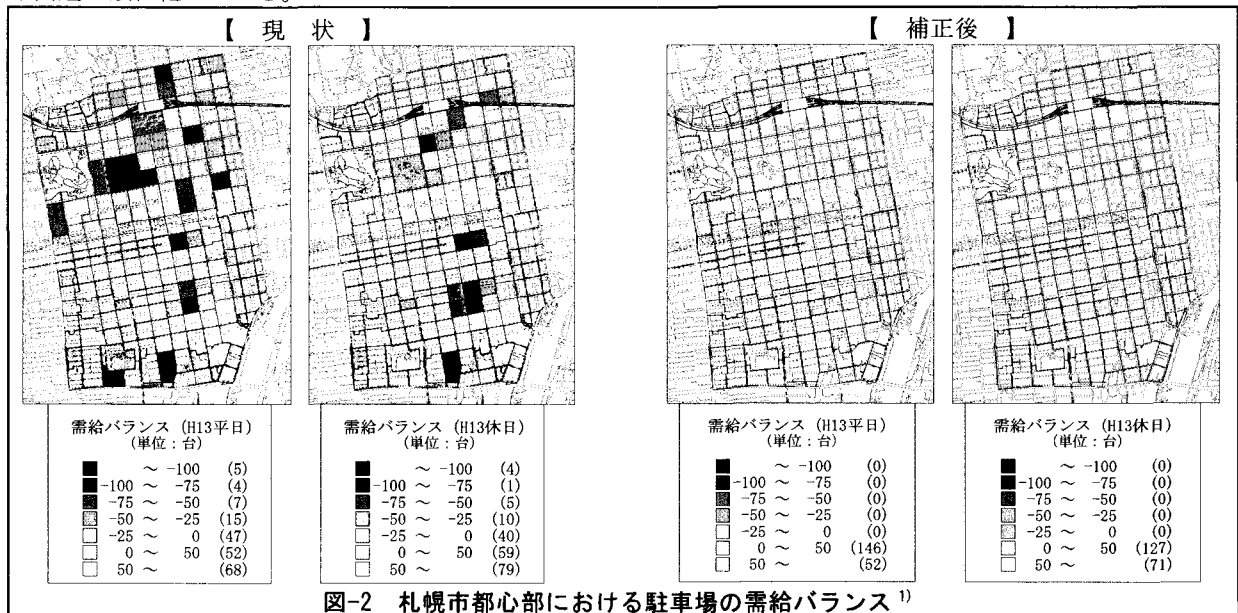 【 現 状 】
【 補正後 】
需給バランス (H13平日)
(単位:台)
～ -100 (5)
-100 ～ -75 (4)
-75 ～ -50 (7)
-50 ～ -25 (15)
-25 ～ 0 (47)
0 ～ 50 (52)
50 ～ (68)
需給バランス (H13休日)
(単位:台)
～ -100 (4)
-100 ～ -75 (1)
-75 ～ -50 (5)
-50 ～ -25 (10)
-25 ～ 0 (40)
0 ～ 50 (59)
50 ～ (79)
需給バランス (H13平日)
(単位:台)
～ -100 (0)
-100 ～ -75 (0)
-75 ～ -50 (0)
-50 ～ -25 (0)
-25 ～ 0 (0)
0 ～ 50 (146)
50 ～ (52)
需給バランス (H13休日)
(単位:台)
～ -100 (0)
-100 ～ -75 (0)
-75 ～ -50 (0)
-50 ～ -25 (0)
-25 ～ 0 (0)
0 ～ 50 (127)
50 ～ (71)
図-2 札幌市都心部における駐車場の需給バランス 1)